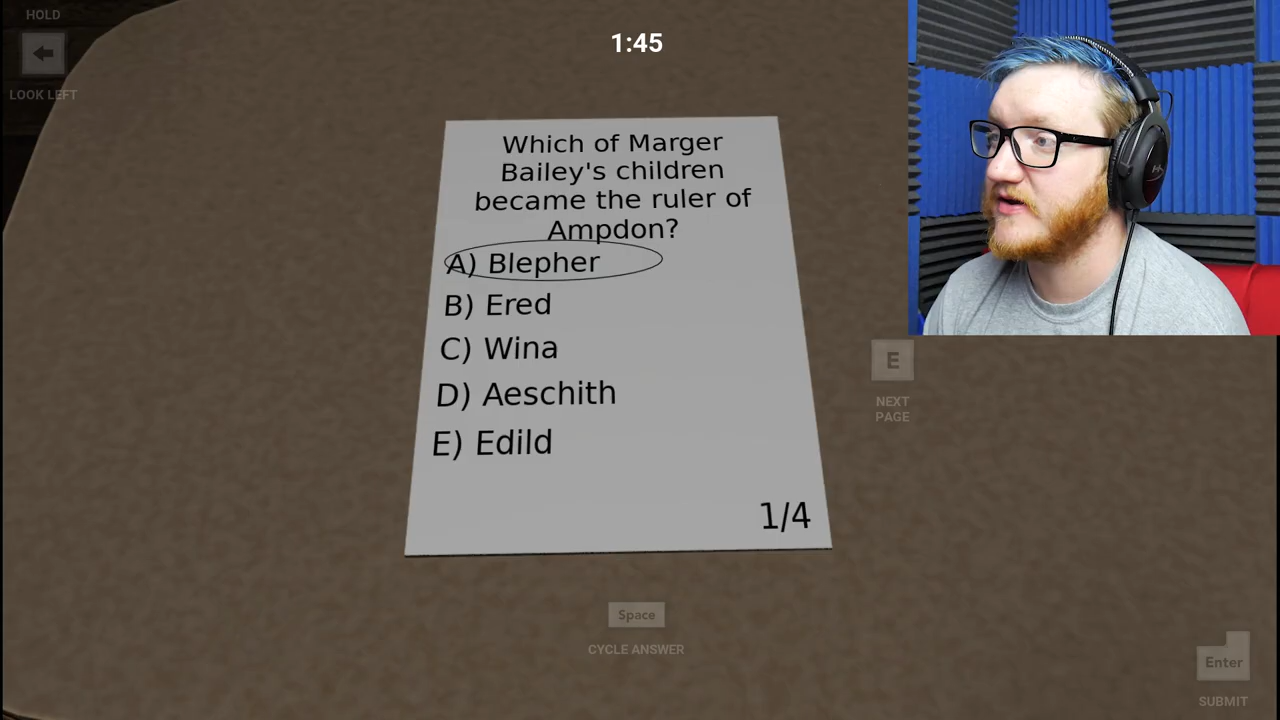 HOLD
LOOK LEFT
1:45
Which of Marger
Bailey's children
became the ruler of
Ampdon?
A) Blepher
B) Ered
C) Wina
D) Aeschith
E) Edild
1/4
E
NEXT
PAGE
Space
CYCLE ANSWER
Enter
SUBMIT